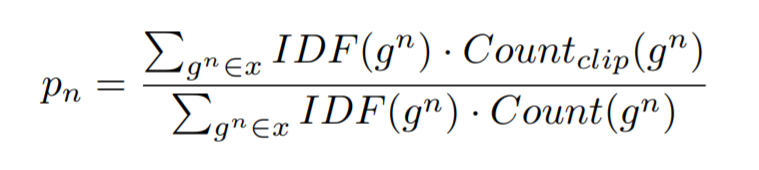 p_n = \frac{\sum_{g^n \in x} IDF(g^n) \cdot Count_{clip}(g^n)}{\sum_{g^n \in x} IDF(g^n) \cdot Count(g^n)}